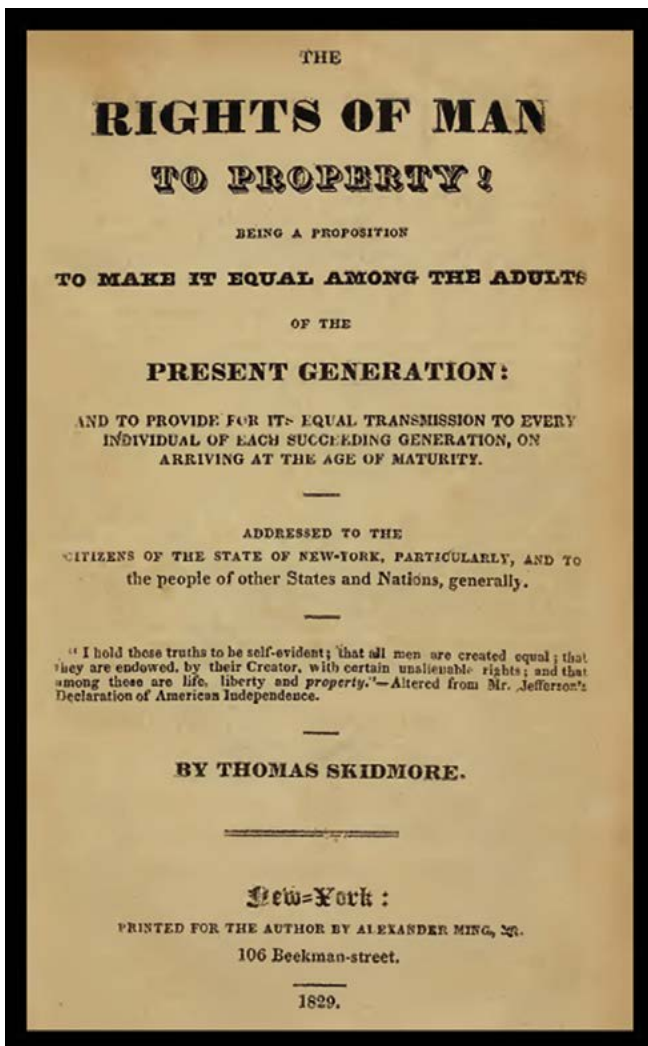 THE
RIGHTS OF MAN
TO PROPERTY!
BEING A PROPOSITION
TO MAKE IT EQUAL AMONG THE ADULTS
OF THE
PRESENT GENERATION:
AND TO PROVIDE FOR ITS EQUAL TRANSMISSION TO EVERY
INDIVIDUAL OF EACH SUCCEEDING GENERATION, ON
ARRIVING AT THE AGE OF MATURITY.
ADDRESSED TO THE
CITIZENS OF THE STATE OF NEW-YORK, PARTICULARLY, AND TO
the people of other States and Nations, generally.
"I hold these truths to be self-evident; that all men are created equal; that
they are endowed, by their Creator, with certain unalienable rights; and that
among these are life, liberty and property."—Altered from Mr. Jefferson's
Declaration of American Independence.
BY THOMAS SKIDMORE.
New-York:
PRINTED FOR THE AUTHOR BY ALEXANDER MING, JR.
106 Beekman-street.
1829.